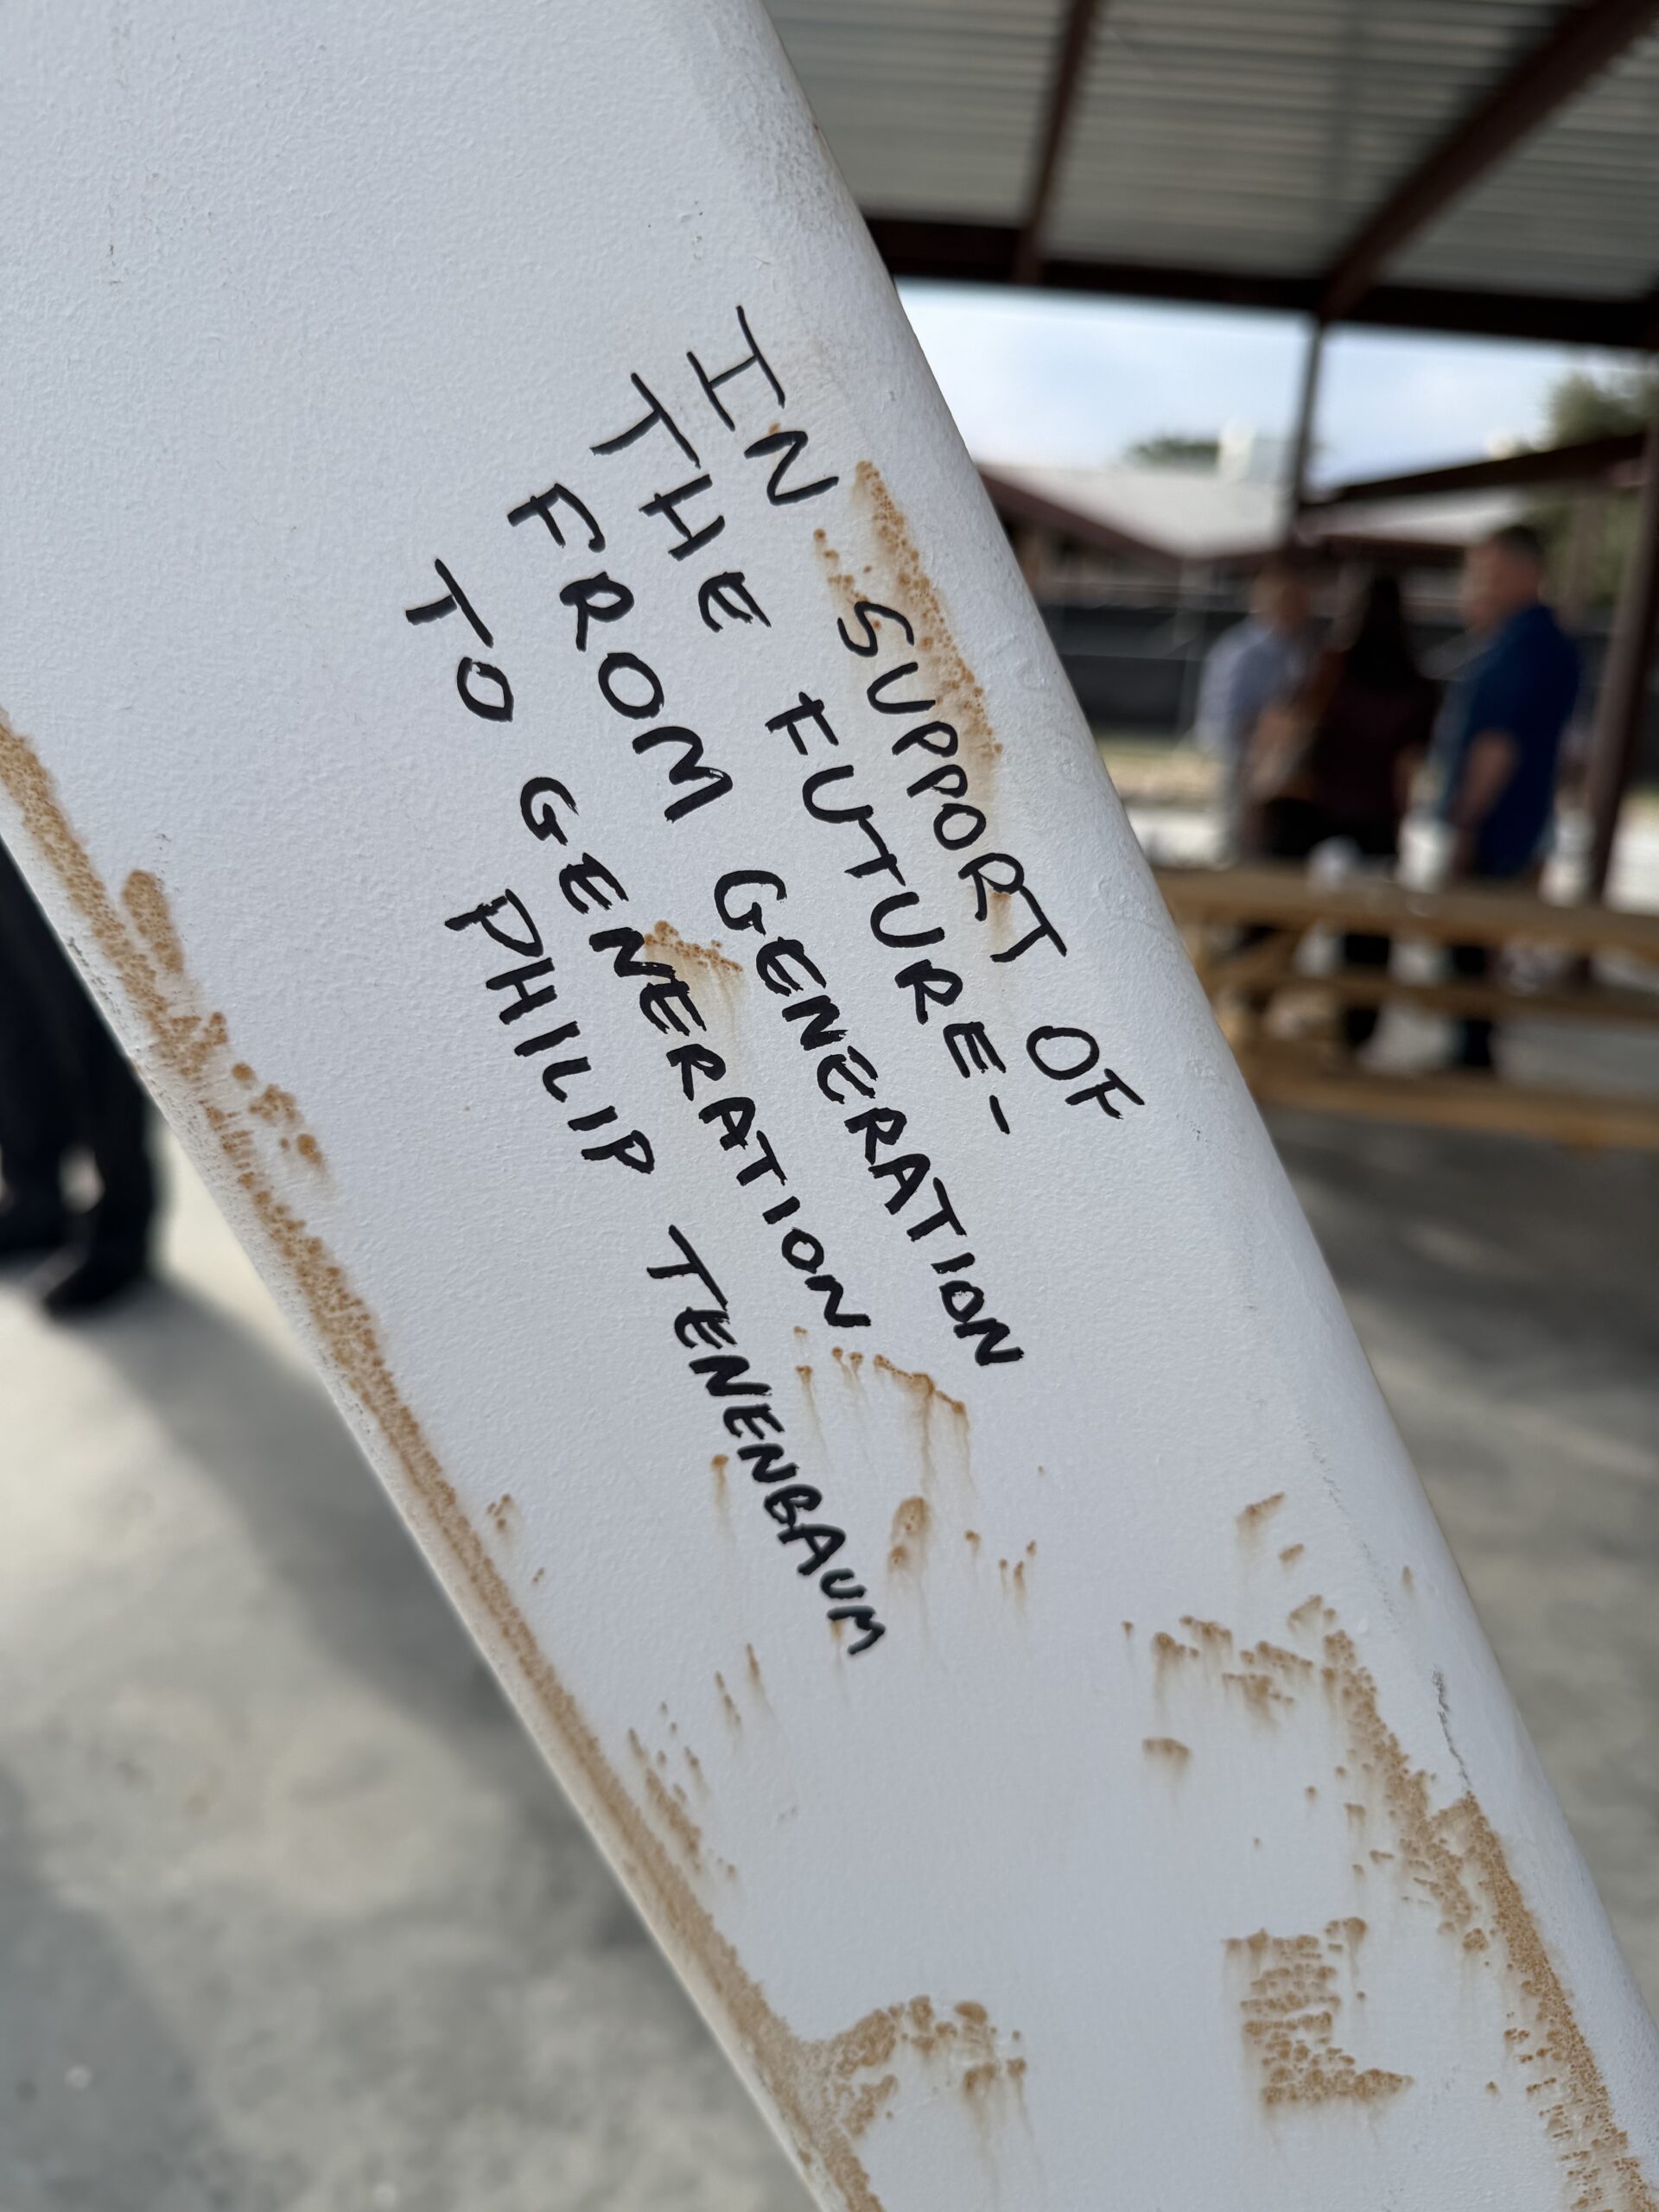 IN SUPPORT OF
THE FUTURE-
FROM GENERATION
TO GENERATION
PHILIP TENENBAUM